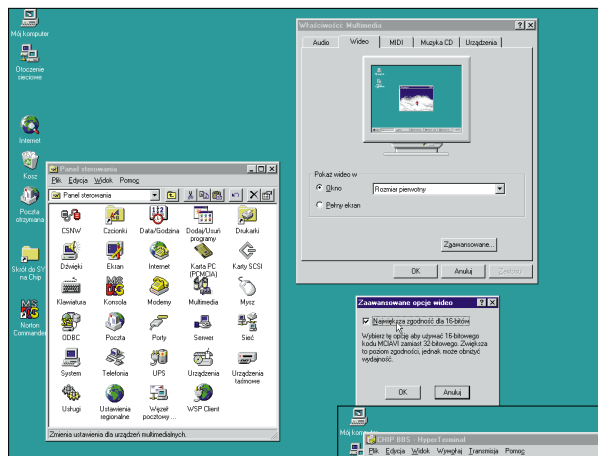 Mój komputer
Otoczenie
sieciowe
Internet
Kosz
Poczta
otrzymana
Skrót do SY
na Chip
Norton
Commander
Panel sterowania
Plik Edycja Widok Pomoc
Panel sterowania
CSNW Czcionki Data/Godzina Dodaj/Usuń
programy Drukarki
Dźwięki Ekran Internet Karta PC
(PCMCIA) Karty SCSI
Klawiatura Konsola Modemy Multimedia Mysz
ODBC Poczta Porty Serwer Sieć
System Telefonia UPS Urządzenia Urządzenia
taśmowe
Usługi Ustawienia
regionalne Węzeł
pocztowy ... WSP Client
Zmienia ustawienia dla urządzeń multimedialnych.
Właściwości: Multimedia
Audio Wideo MIDI Muzyka CD Urządzenia
Pokaż wideo w
Okno Rozmiar pierwotny
Pełny ekran
Zaawansowane...
OK Anuluj Zastosuj
Zaawansowane opcje wideo
Największa zgodność dla 16-bitów
Wybierz tę opcję aby używać 16-bitowego
kodu MCIAVI zamiast 32-bitowego. Zwiększa
to poziom zgodności, jednak może obniżyć
wydajność.
OK Anuluj
Mój komputer
CHIP BBS - HyperTerminal
Plik Edycja Widok Wywołaj Transmisja Pomoc